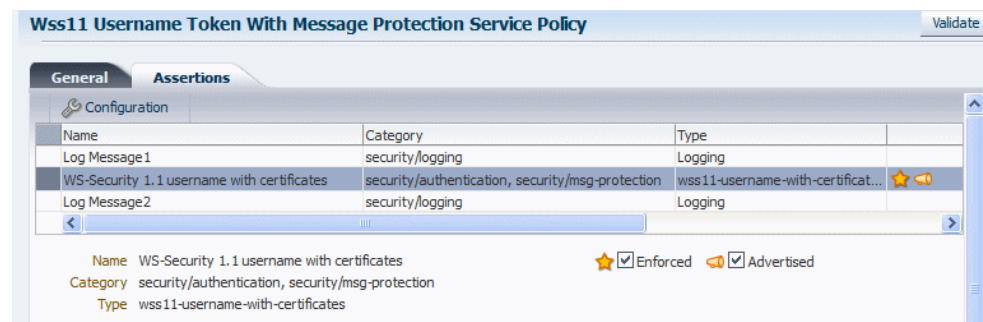 Wss11 Username Token With Message Protection Service Policy Validate
General Assertions
Configuration
Name Category Type
Log Message1 security/logging Logging
WS-Security 1.1 username with certificates security/authentication, security/msg-protection wss11-username-with-certificat...
Log Message2 security/logging Logging
Name WS-Security 1.1 username with certificates Enforced Advertised
Category security/authentication, security/msg-protection
Type wss11-username-with-certificates